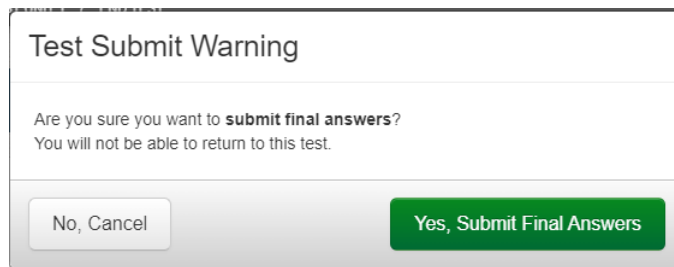 Test Submit Warning
Are you sure you want to submit final answers?
You will not be able to return to this test.
No, Cancel
Yes, Submit Final Answers